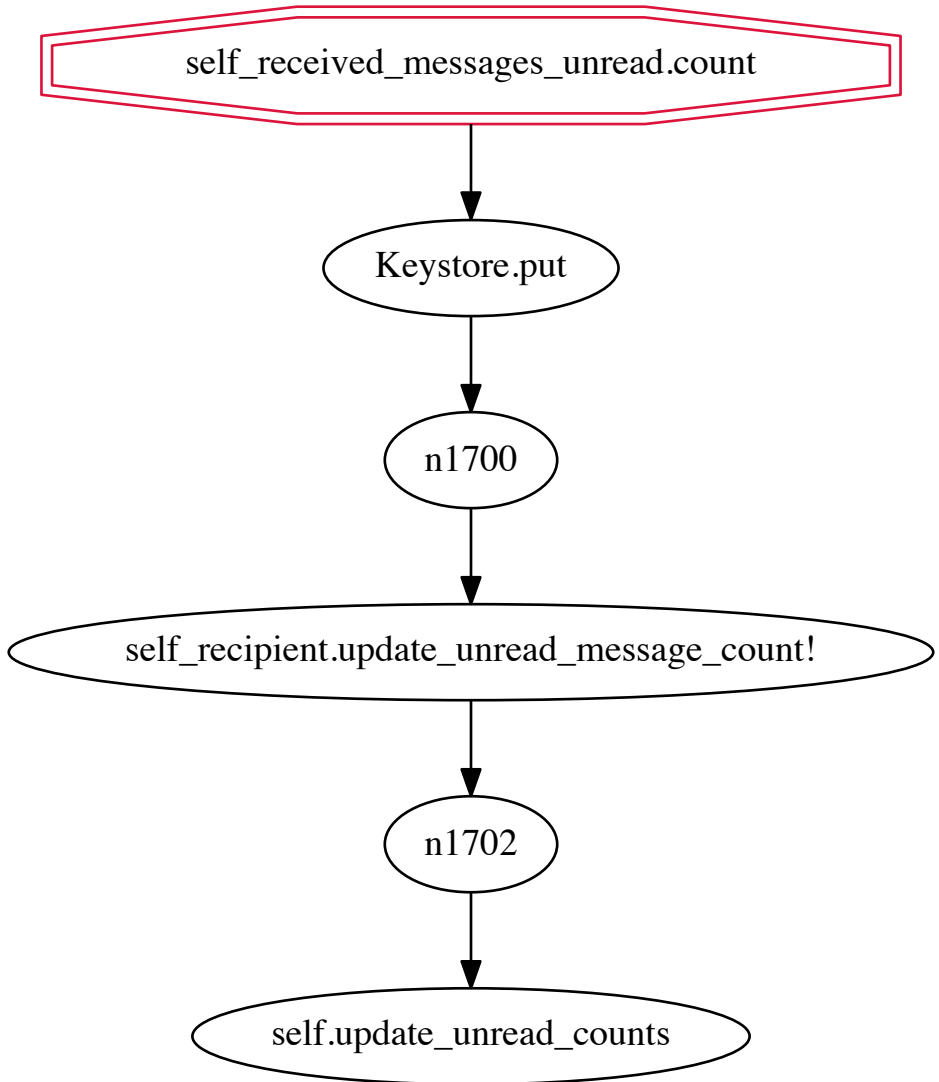 self_received_messages_unread.count
Keystore.put
n1700
self_recipient.update_unread_message_count!
n1702
self.update_unread_counts